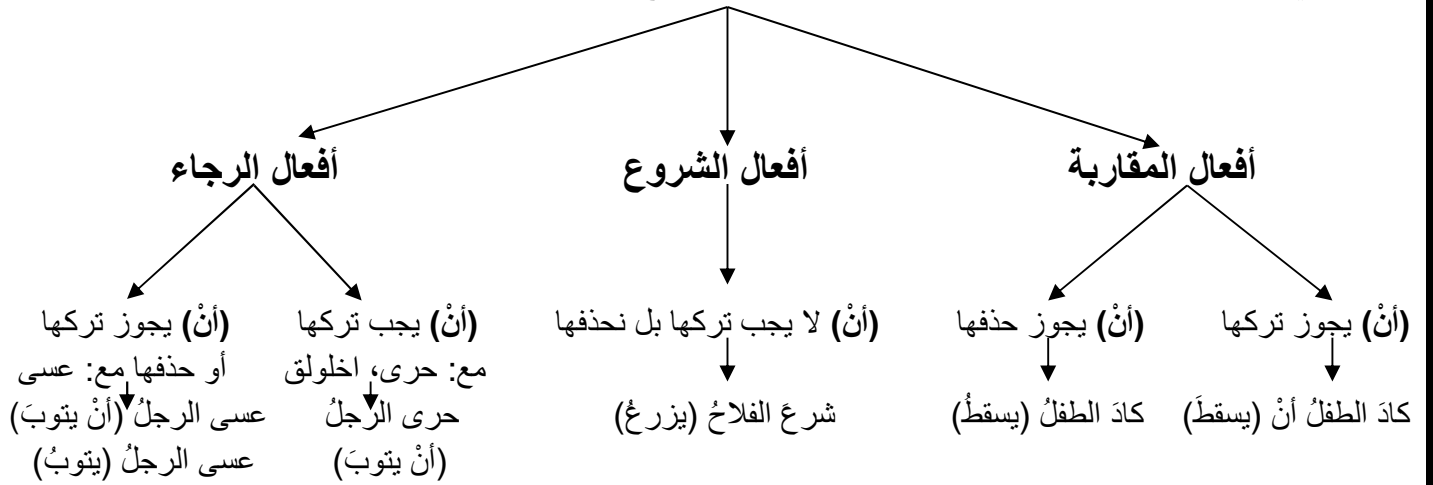 أفعال المقاربة
أفعال الشروع
أفعال الرجاء
(أنْ) يجوز تركها
(أنْ) يجوز حذفها
(أنْ) لا يجب تركها بل نحذفها
(أنْ) يجب تركها
مع: حرى، اخلولق
(أنْ) يجوز تركها
أو حذفها مع: عسى
كادَ الطفلُ أنْ (يسقطَ)
كادَ الطفلُ (يسقطُ)
شرعَ الفلاحُ (يزرعُ)
حرى الرجلُ
(أنْ يتوبَ)
عسى الرجلُ (أنْ يتوبَ)
عسى الرجلُ (يتوبُ)